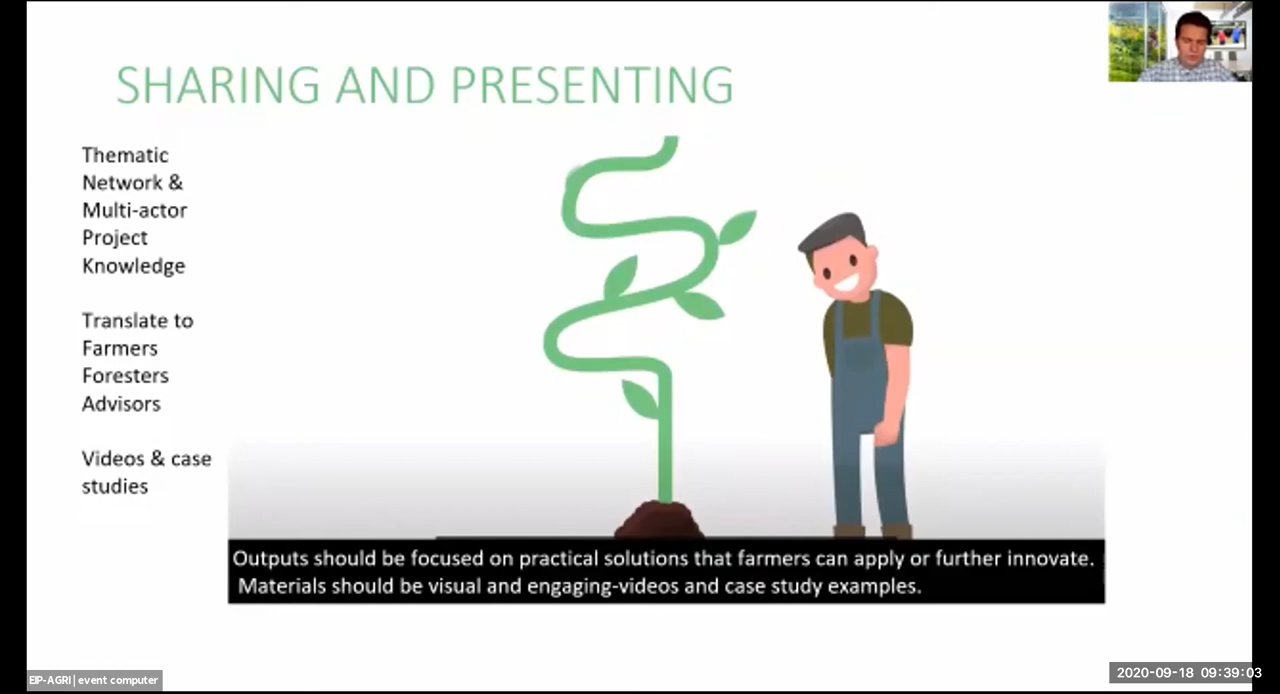 SHARING AND PRESENTING
Thematic
Network &
Multi-actor
Project
Knowledge
Translate to
Farmers
Foresters
Advisors
Videos & case
studies
Outputs should be focused on practical solutions that farmers can apply or further innovate.
Materials should be visual and engaging-videos and case study examples.
EIP-AGRI | event computer
2020-09-18 09:39:03